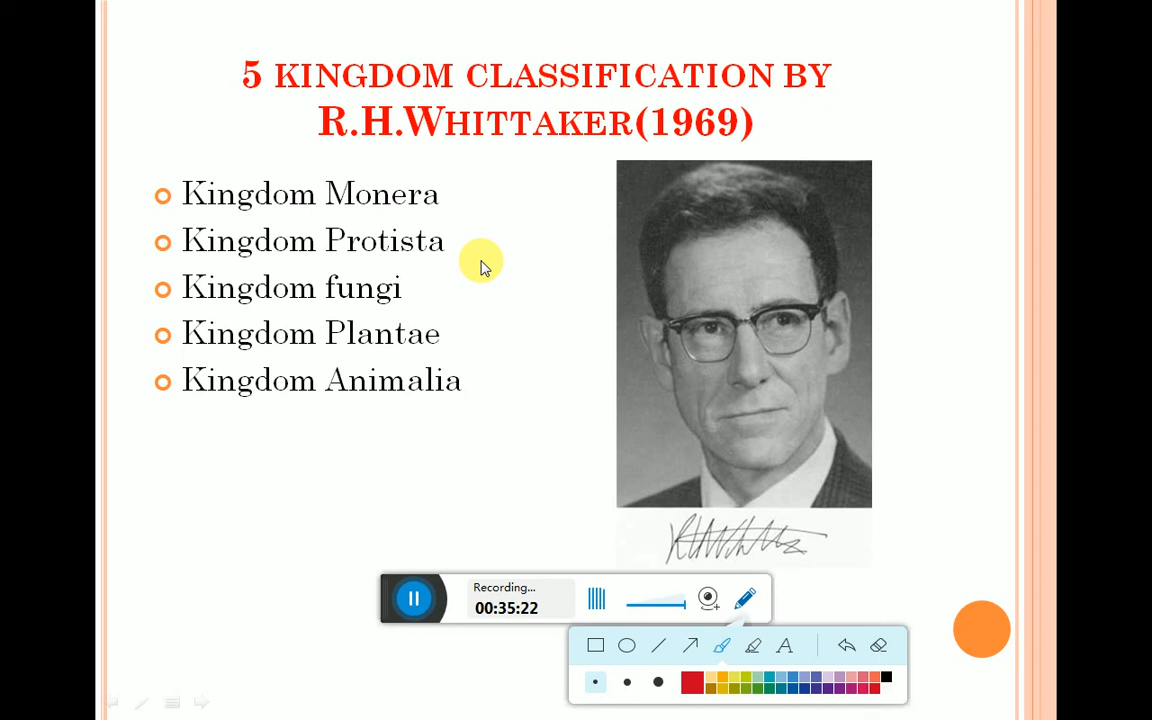 5 KINGDOM CLASSIFICATION BY
R.H.WHITTAKER(1969)
Kingdom Monera
Kingdom Protista
Kingdom fungi
Kingdom Plantae
Kingdom Animalia
Recording...
00:35:22
A